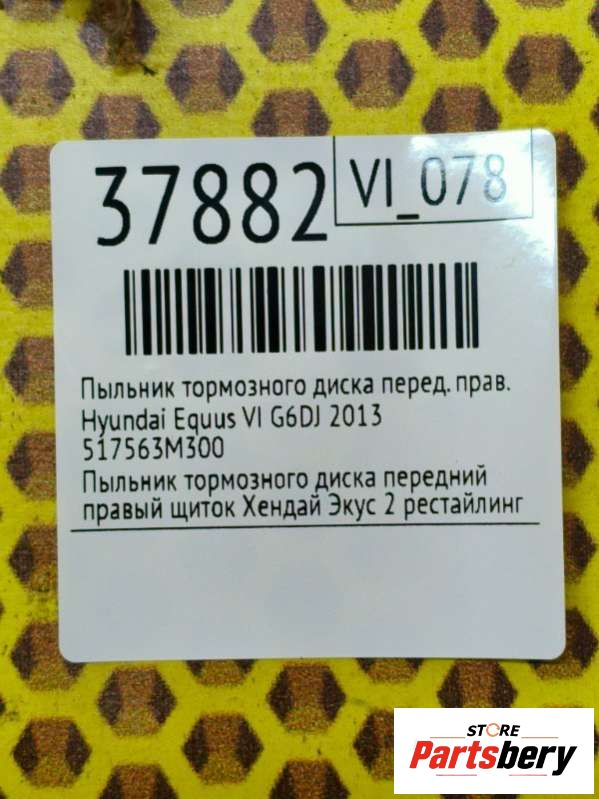 37882
VI_078
Пыльник тормозного диска перед. прав.
Hyundai Equus VI G6DJ 2013
517563M300
Пыльник тормозного диска передний
правый щиток Хендай Экус 2 рестайлинг
STORE
Partsbery